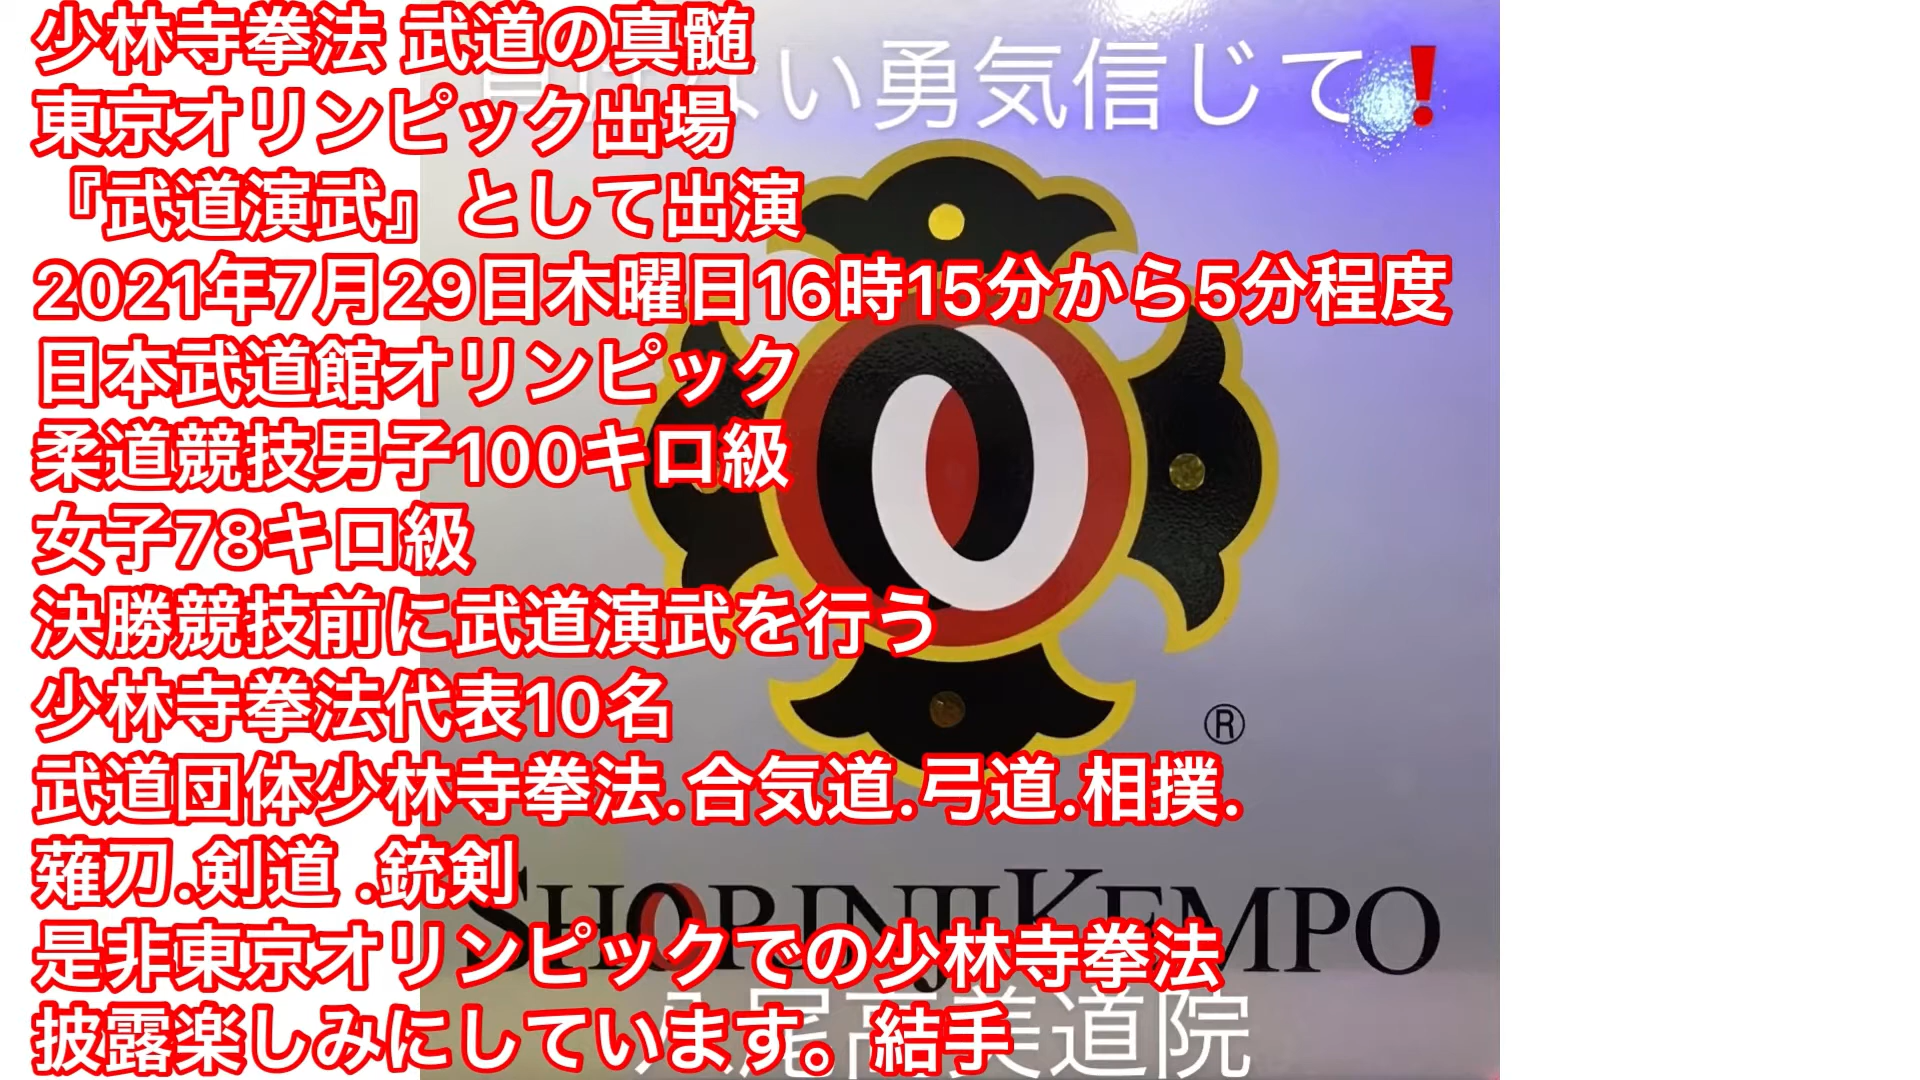 少林寺拳法 武道の真髄
ない勇気信じて❗
東京オリンピック出場
『武道演武』として出演
2021年7月29日木曜日16時15分から5分程度
日本武道館オリンピック
柔道競技男子100キロ級
女子78キロ級
決勝競技前に武道演武を行う
少林寺拳法代表10名
®
武道団体少林寺拳法.合気道.弓道.相撲.
薙刀.剣道 .銃剣
SHORINJI KEMPO
是非東京オリンピックでの少林寺拳法
披露楽しみにしています。結手
八尾高美道院